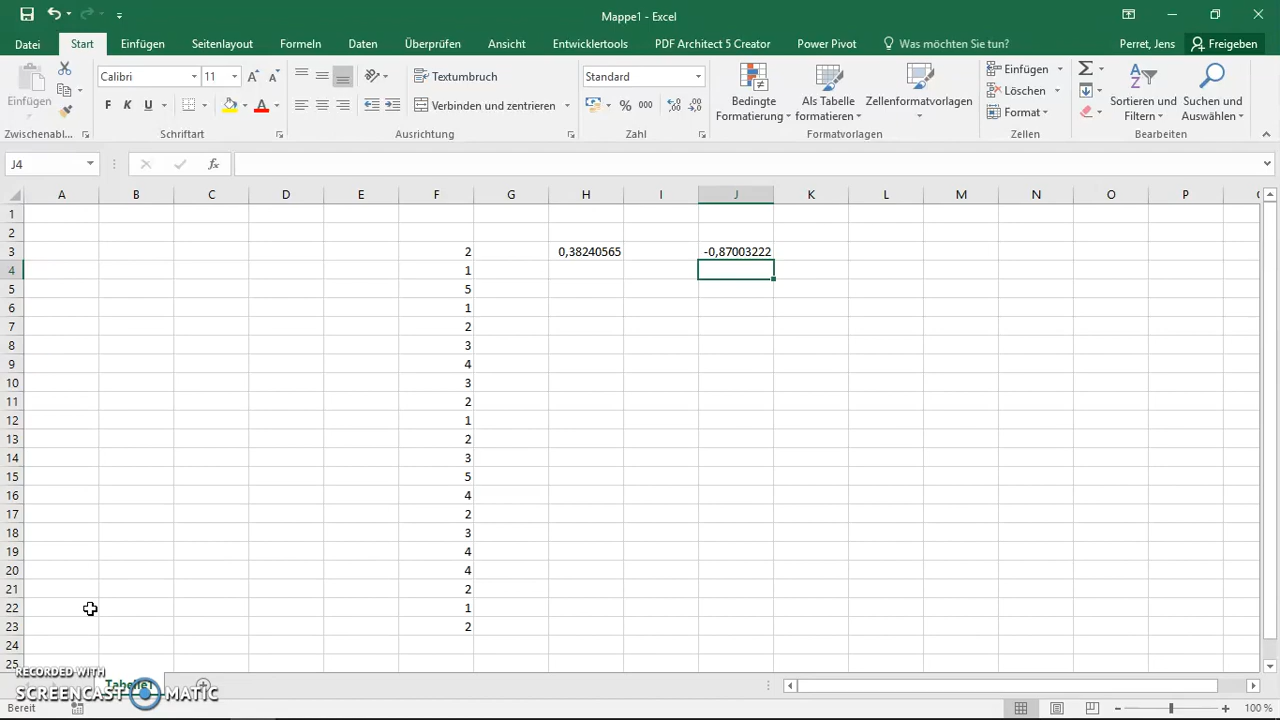 Mappe1 - Excel
Datei Start Einfügen Seitenlayout Formeln Daten Überprüfen Ansicht Entwicklertools PDF Architect 5 Creator Power Pivot Was möchten Sie tun? Perret, Jens Freigeben
Einfügen
Calibri 11
F K U
Textumbruch
Verbinden und zentrieren
Standard
% 000
Bedingte Formatierung
Als Tabelle formatieren
Zellenformatvorlagen
Einfügen
Löschen
Format
Sortieren und Filtern
Suchen und Auswählen
Zwischenabl... Schriftart Ausrichtung Zahl Formatvorlagen Zellen Bearbeiten
J4 fx
A B C D E F G H I J K L M N O P
1
2
3 2 0,38240565 -0,87003222
4 1
5 5
6 1
7 2
8 3
9 4
10 3
11 2
12 1
13 2
14 3
15 5
16 4
17 2
18 3
19 4
20 4
21 2
22 1
23 2
24
25
RECORDED WITH
SCREENCAST-O-MATIC
Tabelle1
Bereit 100 %